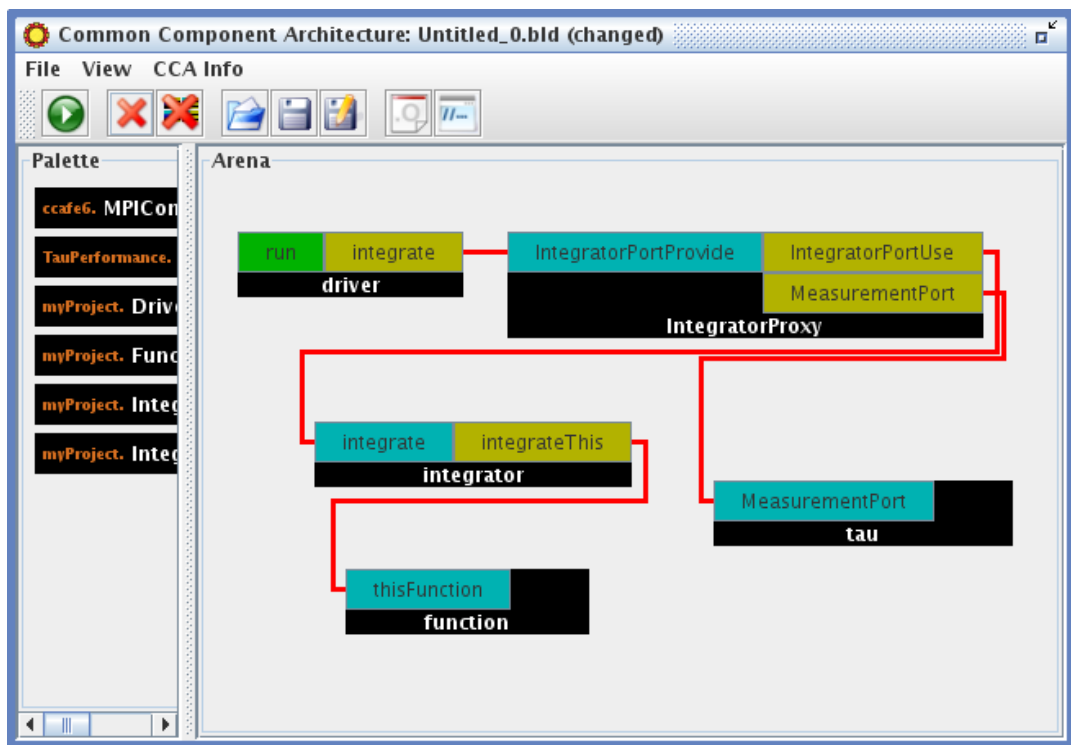 Common Component Architecture: Untitled_0.bld (changed)
File View CCA Info
Palette
Arena
ccafe6. MPICon
TauPerformance.
myProject. Driv
myProject. Func
myProject. Integ
myProject. Integ
run integrate
driver
IntegratorPortProvide IntegratorPortUse
MeasurementPort
IntegratorProxy
integrate integrateThis
integrator
MeasurementPort
tau
thisFunction
function